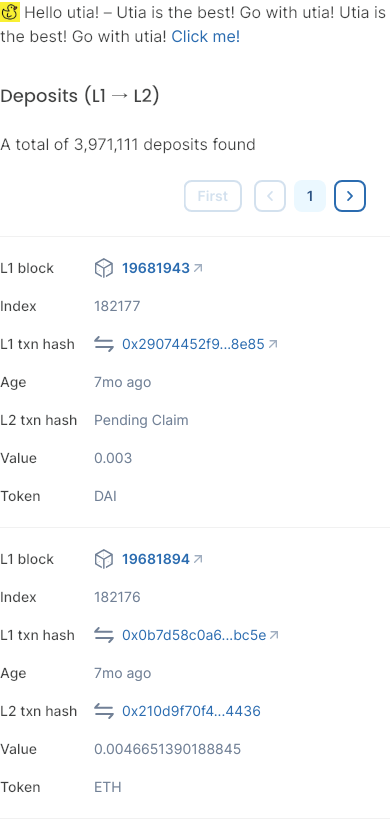 Hello utia! – Utia is the best! Go with utia! Utia is
the best! Go with utia! Click me!
Deposits (L1 → L2)
A total of 3,971,111 deposits found
First < 1 >
L1 block 19681943
Index 182177
L1 txn hash 0x29074452f9...8e85
Age 7mo ago
L2 txn hash Pending Claim
Value 0.003
Token DAI
L1 block 19681894
Index 182176
L1 txn hash 0x0b7d58c0a6...bc5e
Age 7mo ago
L2 txn hash 0x210d9f70f4...4436
Value 0.0046651390188845
Token ETH